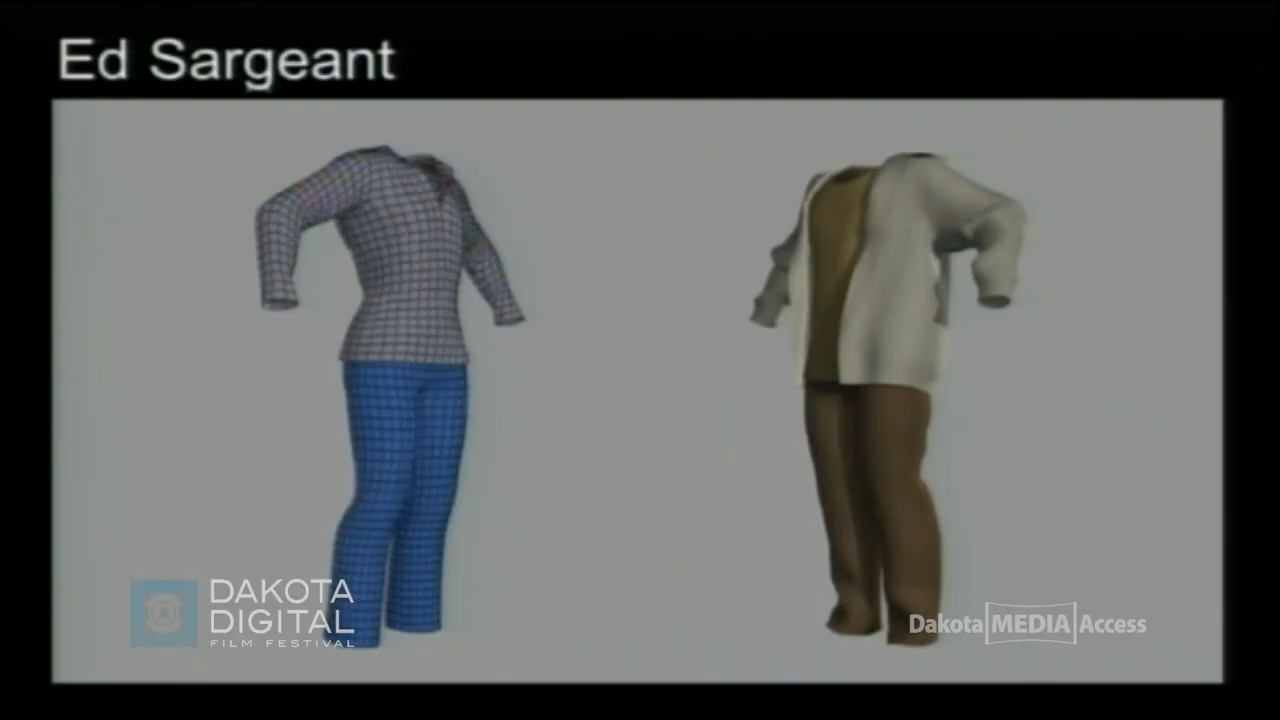 Ed Sargeant
DAKOTA
DIGITAL
FILM FESTIVAL
Dakota MEDIA Access